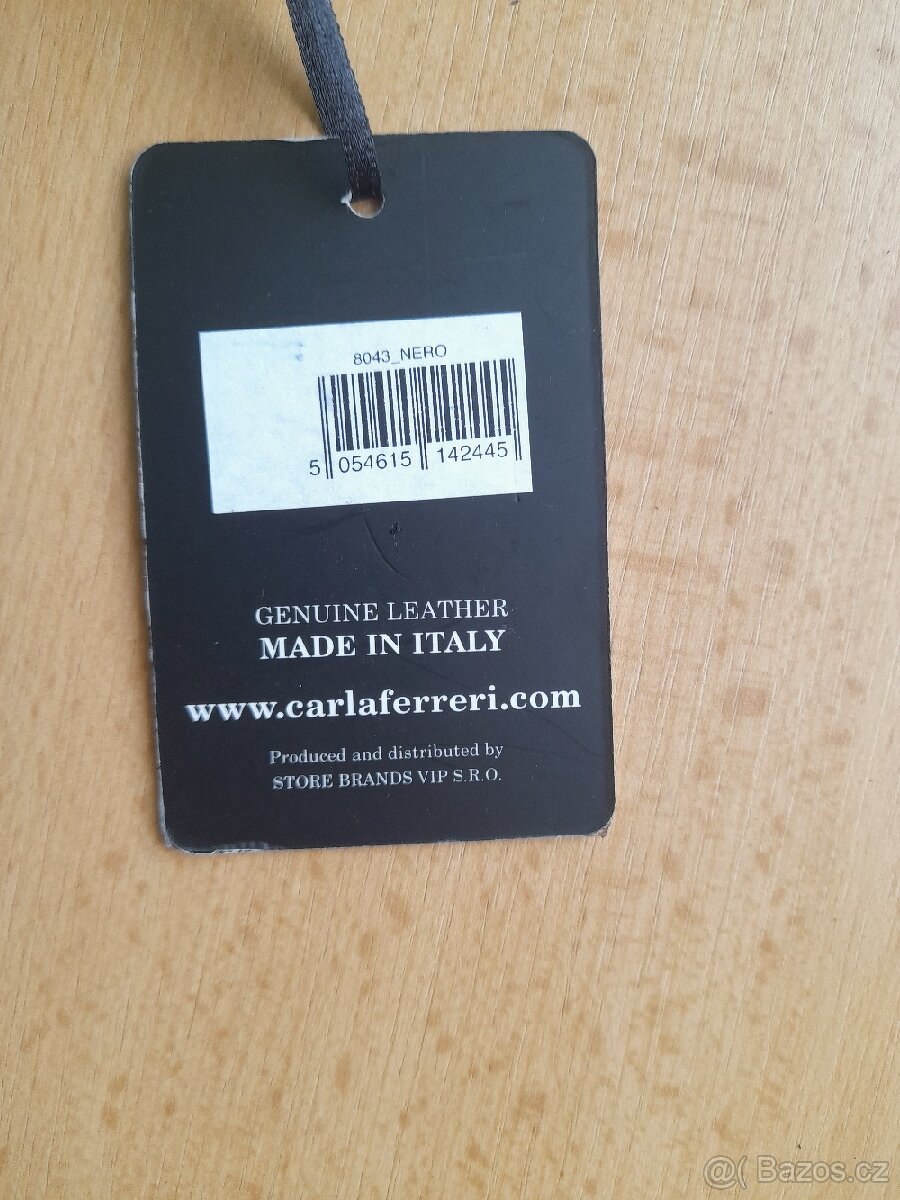 8043_NERO
5 054615 142445
GENUINE LEATHER
MADE IN ITALY
www.carlaferreri.com
Produced and distributed by
STORE BRANDS VIP S.R.O.
@( Bazos.cz